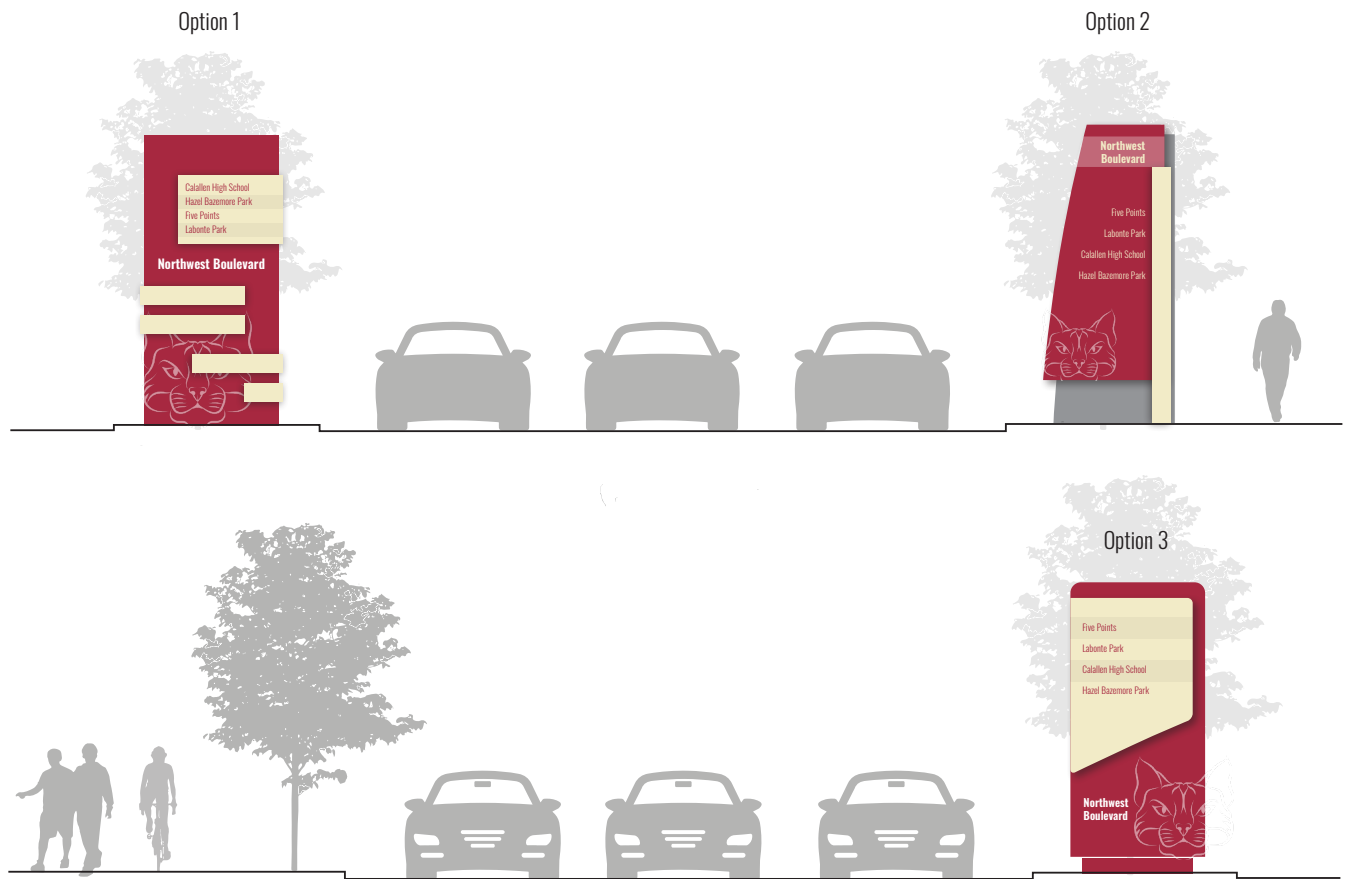 Option 1
Calallen High School
Hazel Bazemore Park
Five Points
Labonte Park
Northwest Boulevard
Option 2
Northwest
Boulevard
Five Points
Labonte Park
Calallen High School
Hazel Bazemore Park
Option 3
Five Points
Labonte Park
Calallen High School
Hazel Bazemore Park
Northwest
Boulevard